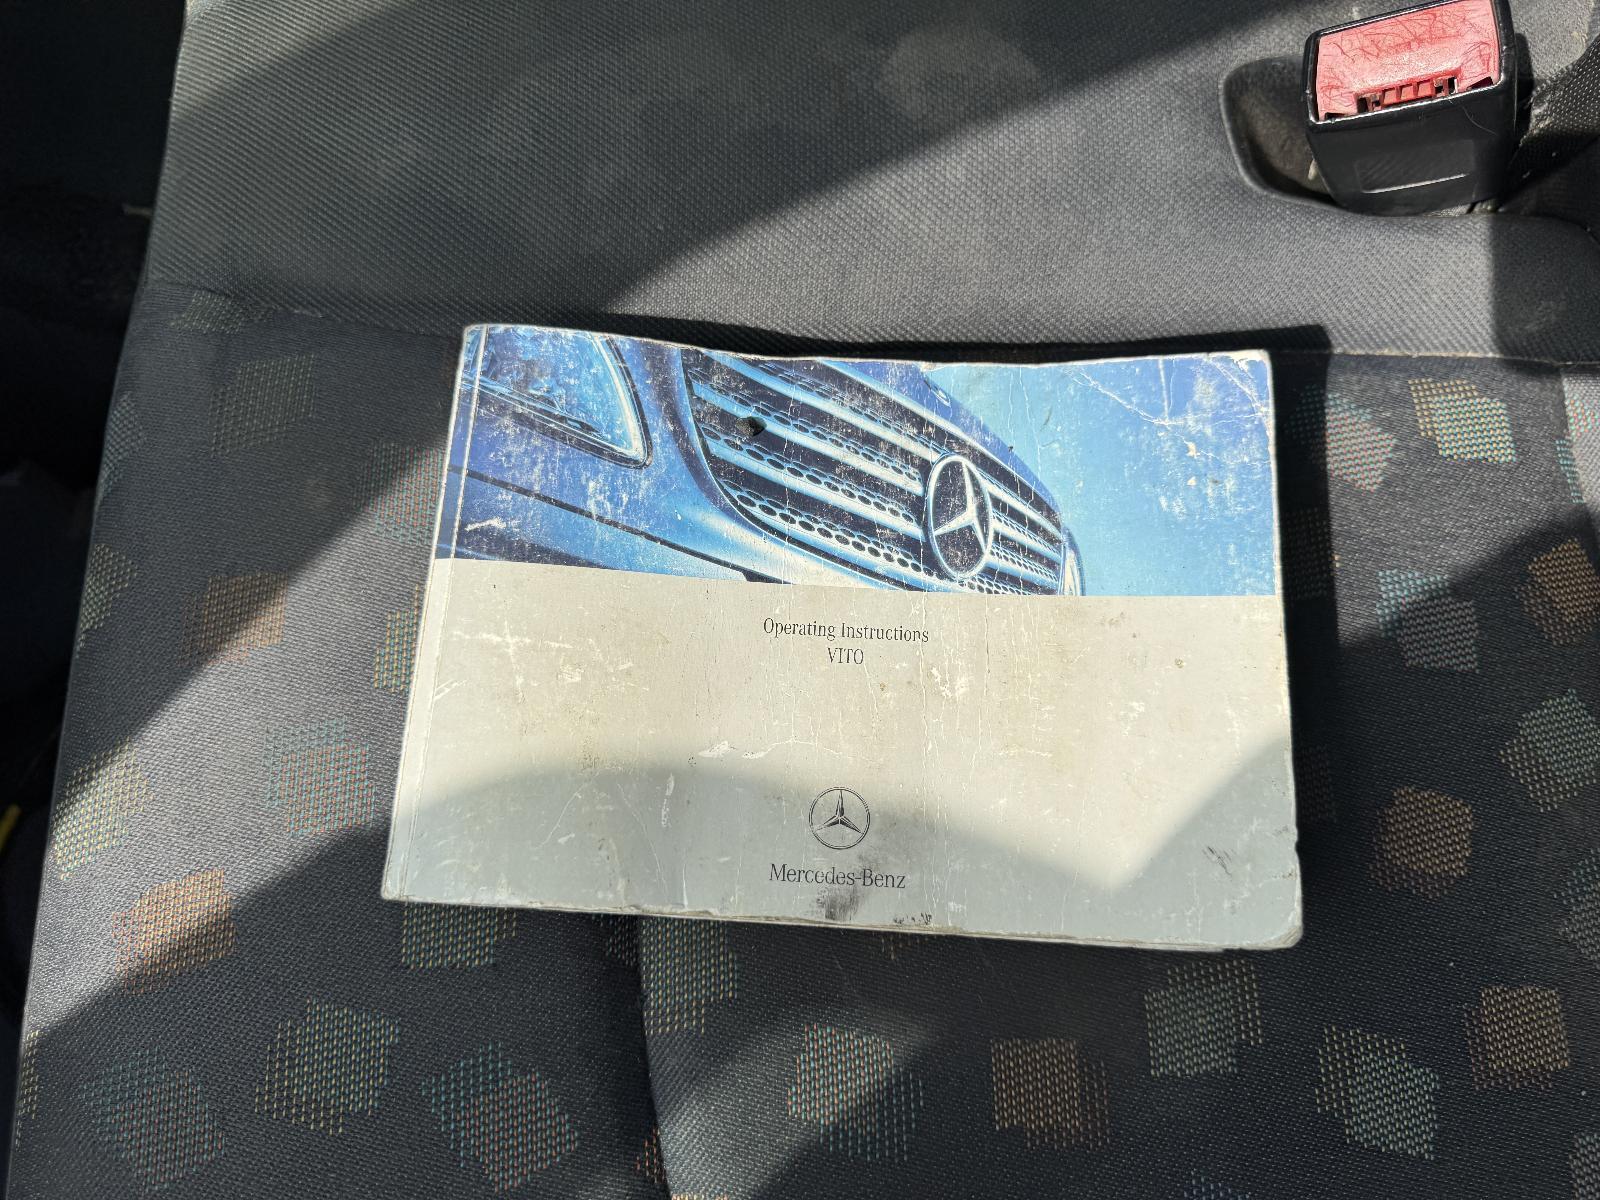 Operating Instructions
VITO
Mercedes-Benz